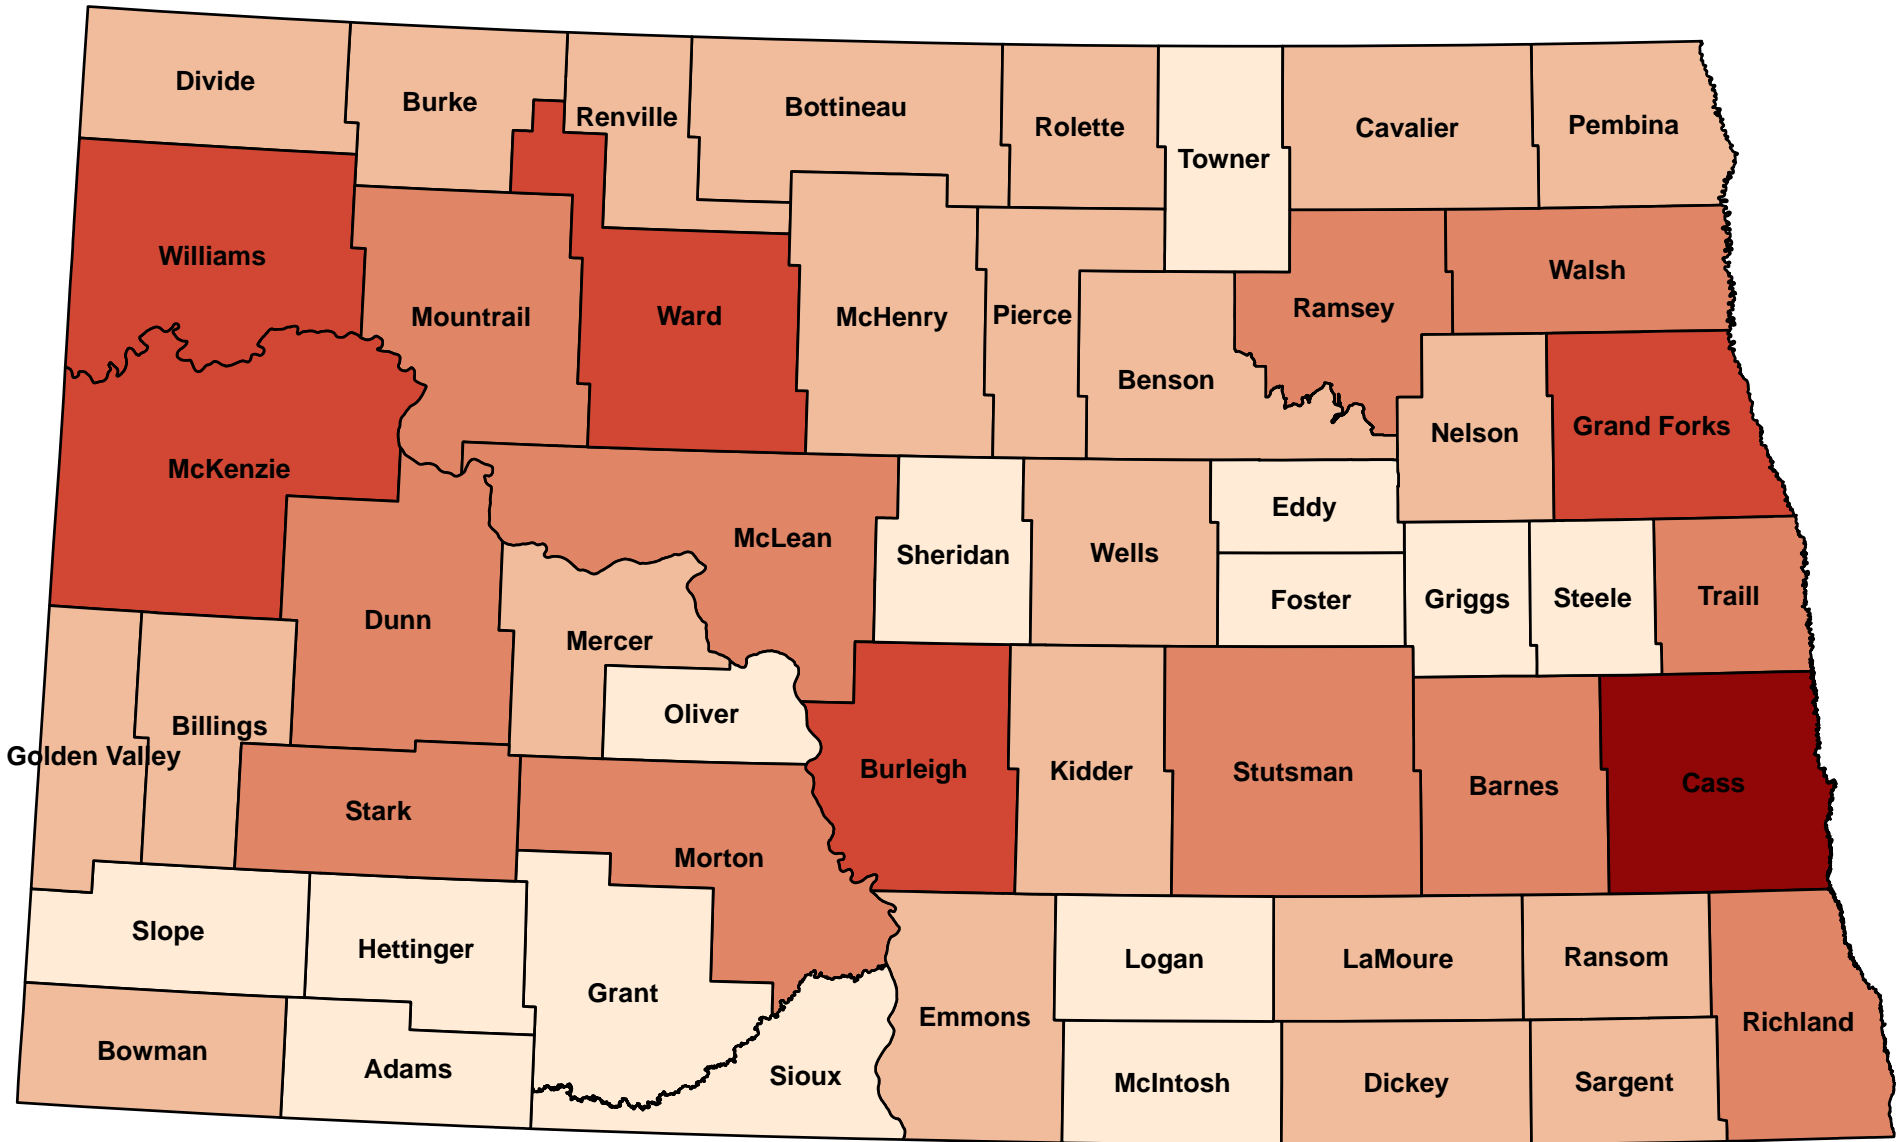 Divide
Burke
Renville
Bottineau
Rolette
Towner
Cavalier
Pembina
Williams
Mountrail
Ward
McHenry
Pierce
Benson
Ramsey
Walsh
Nelson
Grand Forks
McKenzie
Dunn
McLean
Sheridan
Wells
Eddy
Foster
Griggs
Steele
Traill
Mercer
Oliver
Golden Valley
Billings
Stark
Morton
Burleigh
Kidder
Stutsman
Barnes
Cass
Slope
Hettinger
Grant
Emmons
Logan
LaMoure
Ransom
Richland
Bowman
Adams
Sioux
McIntosh
Dickey
Sargent